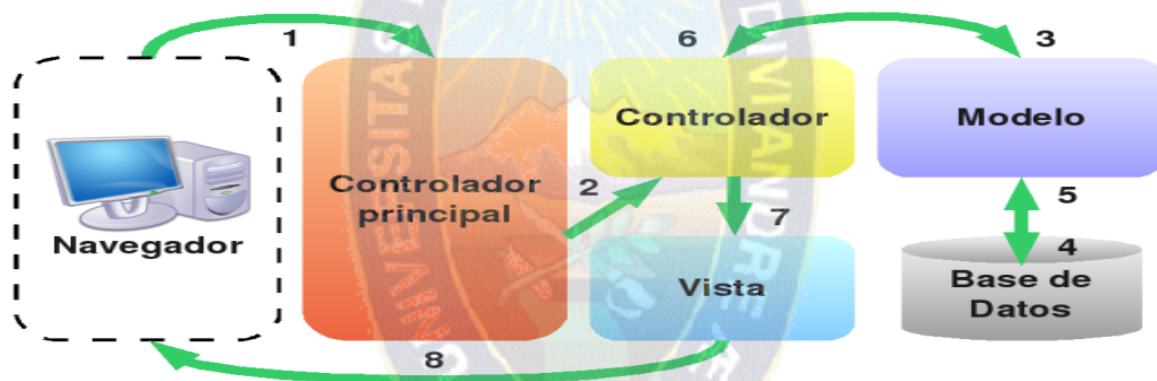 1
6
3
Controlador
Modelo
Controlador
principal
2
Navegador
7
5
4
Vista
Base de
Datos
8